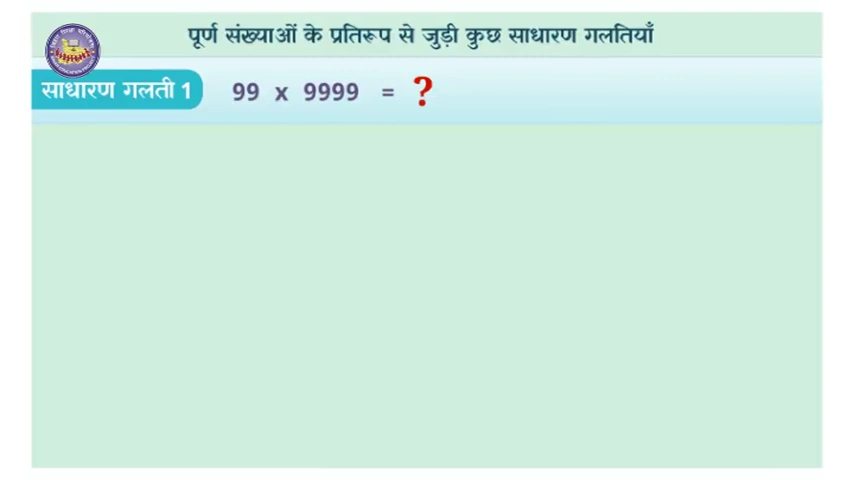 पूर्ण संख्याओं के प्रतिरूप से जुड़ी कुछ साधारण गलतियाँ
साधारण गलती 1 99 x 9999 = ?